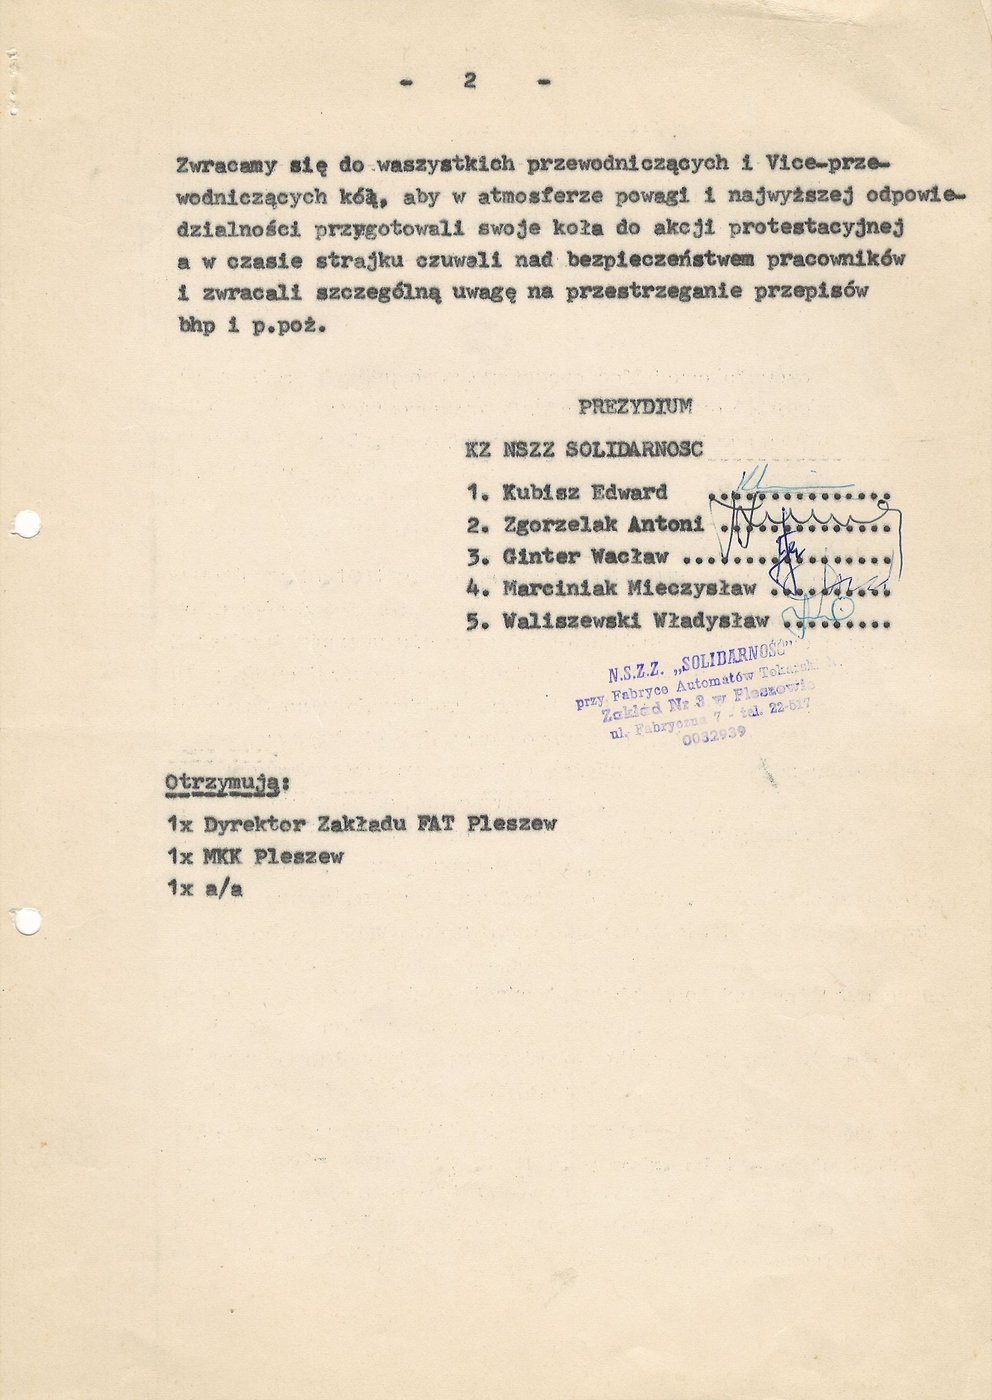 - 2 -
Zwracamy się do waszystkich przewodniczących i Vice-prze-
wodniczących kół, aby w atmosferze powagi i najwyższej odpowie-
dzialności przygotowali swoje koła do akcji protestacyjnej
a w czasie strajku czuwali nad bezpieczeństwem pracowników
i zwracali szczególną uwagę na przestrzeganie przepisów
bhp i p.poż.
PREZYDIUM
KZ NSZZ SOLIDARNOSC
1. Kubisz Edward ...............
2. Zgorzelak Antoni ..............
3. Ginter Wacław .................
4. Marciniak Mieczysław ..........
5. Waliszewski Władysław .........
N.S.Z.Z. „SOLIDARNOŚĆ"
przy Fabryce Automatów
Zakład Nr 3 w Pleszewie
ul. Fabryczna 7 - tel. 22-517
0032939
Otrzymują:
1x Dyrektor Zakładu FAT Pleszew
1x MKK Pleszew
1x a/a